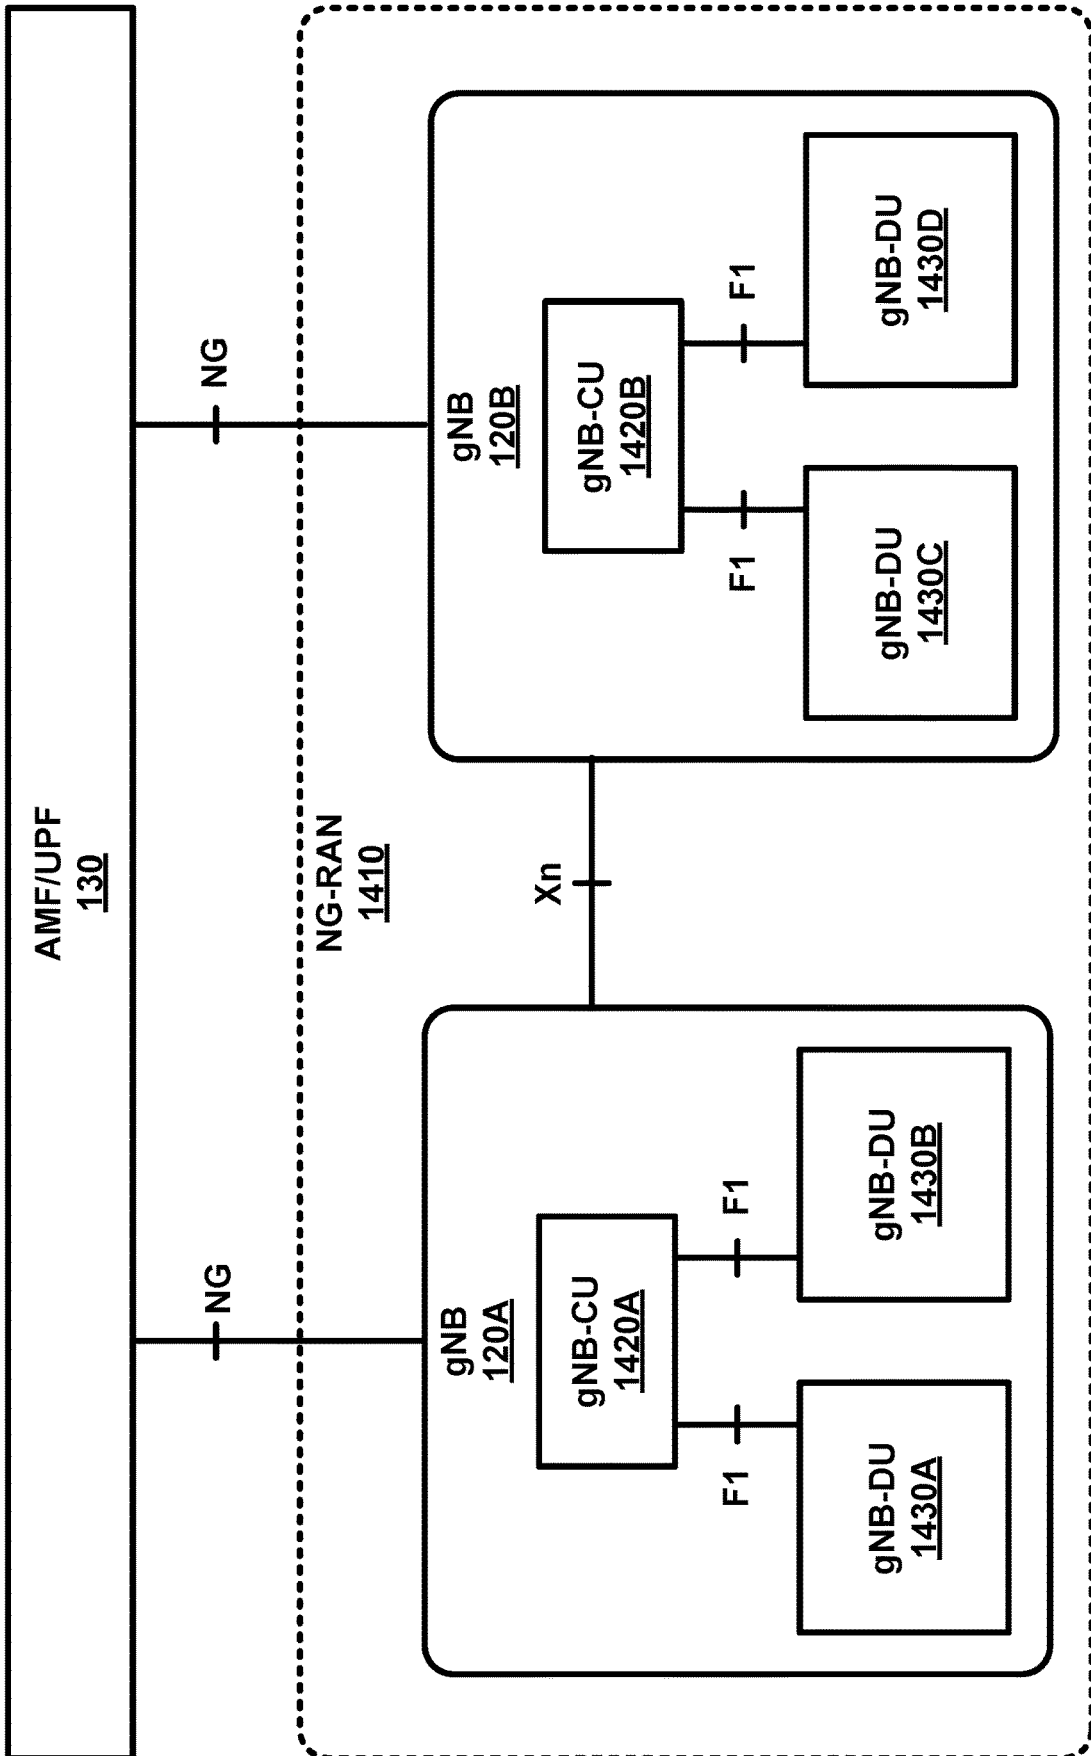 AMF/UPF
130
NG
NG
NG-RAN
1410
gNB
120A
gNB-CU
1420A
F1
F1
gNB-DU
1430A
gNB-DU
1430B
Xn
gNB
120B
gNB-CU
1420B
F1
F1
gNB-DU
1430C
gNB-DU
1430D